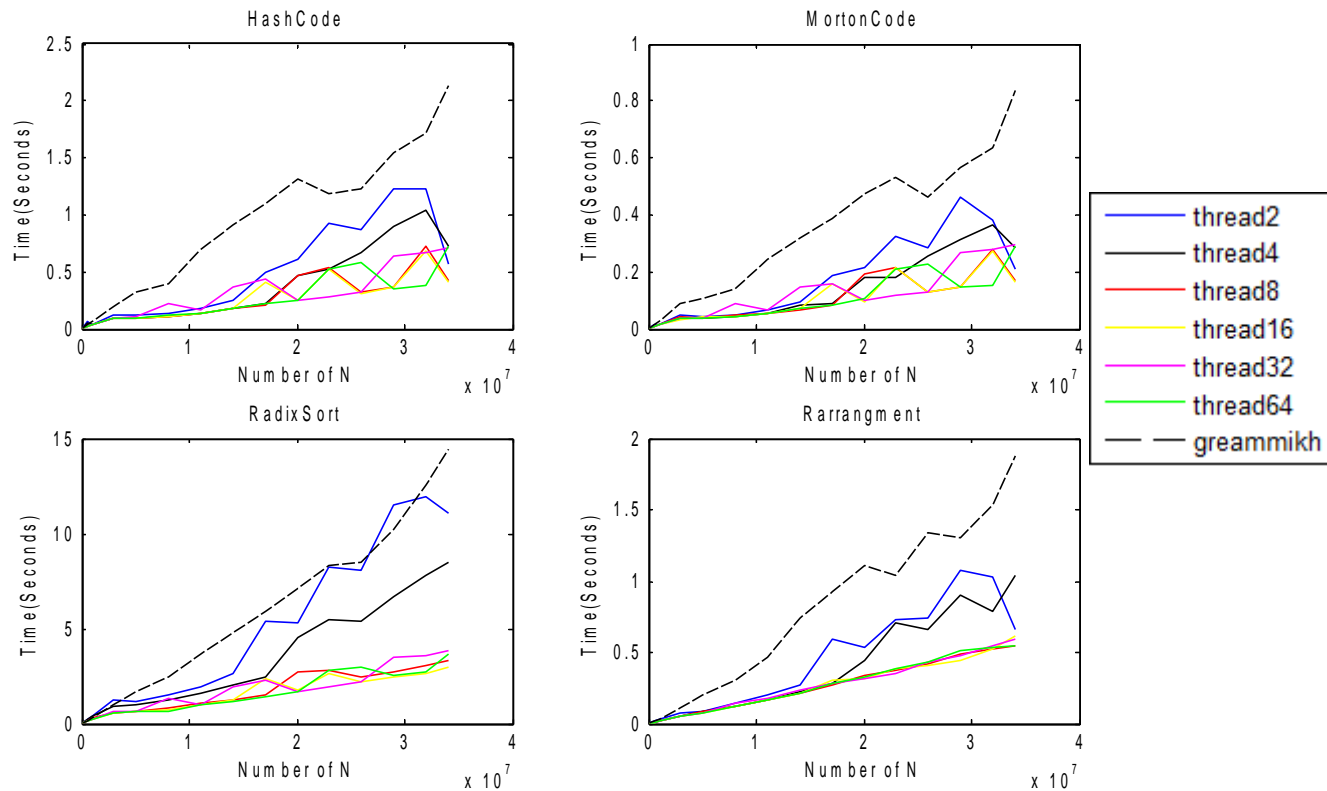 HashCode
2.5
2
1.5
1
0.5
0
Time(Seconds)
0 1 2 3 4
Number of N
x 10^7
MortonCode
1
0.8
0.6
0.4
0.2
0
Time(Seconds)
0 1 2 3 4
Number of N
x 10^7
RadixSort
15
10
5
0
Time(Seconds)
0 1 2 3 4
Number of N
x 10^7
Rarrangment
2
1.5
1
0.5
0
Time(Seconds)
0 1 2 3 4
Number of N
x 10^7
thread2
thread4
thread8
thread16
thread32
thread64
greammikh